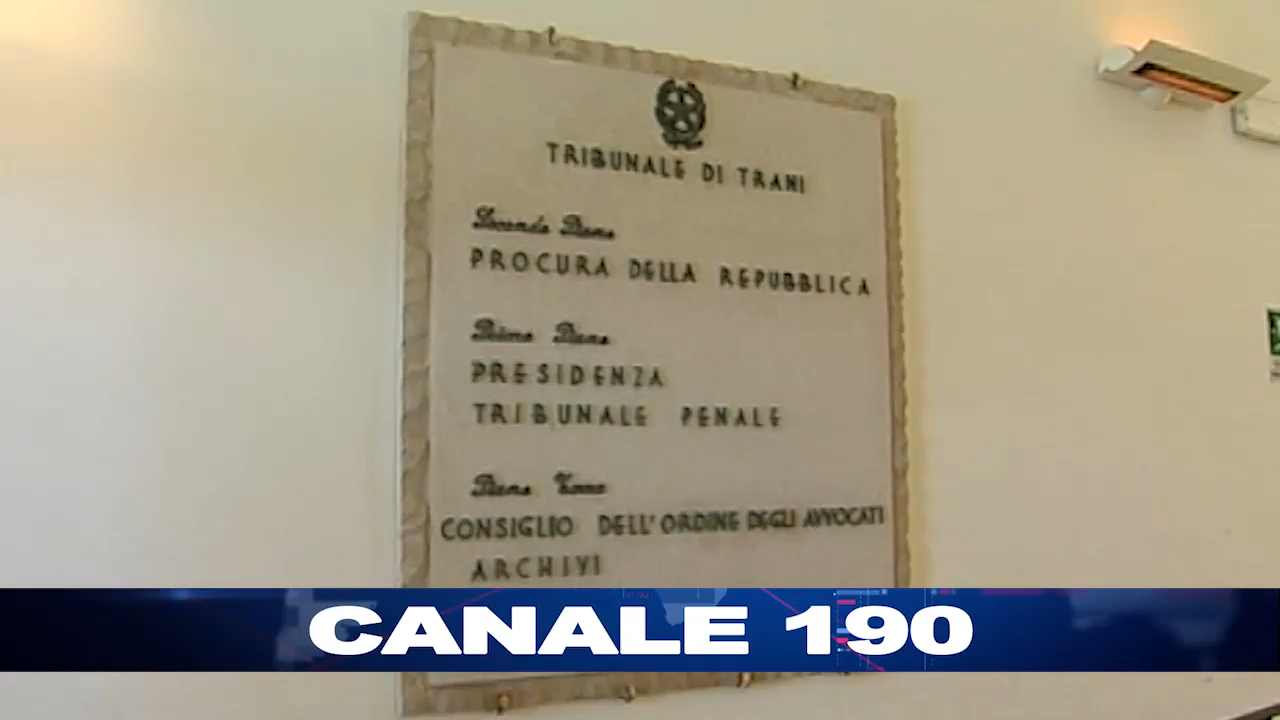 TRIBUNALE DI TRANI
Secondo Piano
PROCURA DELLA REPUBBLICA
Primo Piano
PRESIDENZA
TRIBUNALE PENALE
Piano Terra
CONSIGLIO DELL'ORDINE DEGLI AVVOCATI
ARCHIVI
CANALE 190